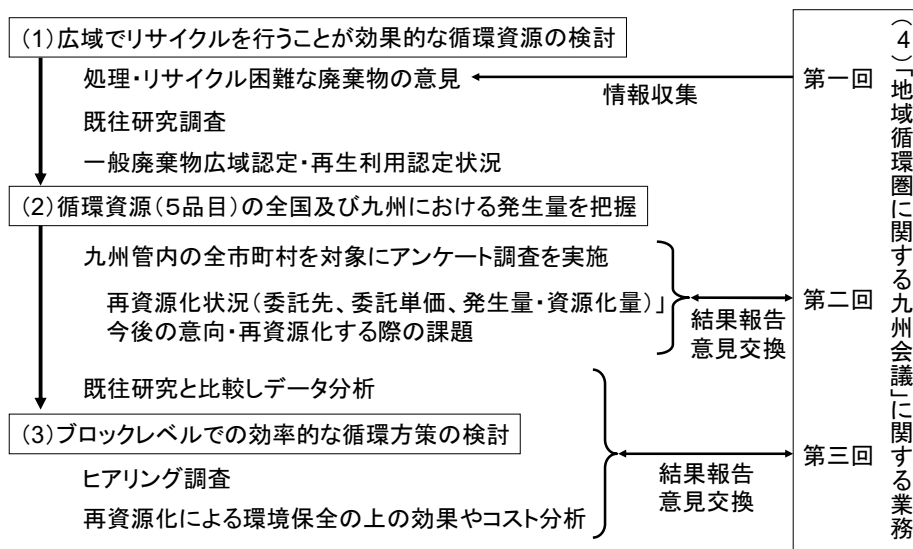 (1)広域でリサイクルを行うことが効果的な循環資源の検討
処理・リサイクル困難な廃棄物の意見
情報収集
第一回
既往研究調査
一般廃棄物広域認定・再生利用認定状況
(2)循環資源(5品目)の全国及び九州における発生量を把握
九州管内の全市町村を対象にアンケート調査を実施
再資源化状況(委託先、委託単価、発生量・資源化量)」
今後の意向・再資源化する際の課題
結果報告
意見交換
第二回
既往研究と比較しデータ分析
(3)ブロックレベルでの効率的な循環方策の検討
ヒアリング調査
再資源化による環境保全の上の効果やコスト分析
結果報告
意見交換
第三回
(4)「地域循環圏に関する九州会議」に関する業務